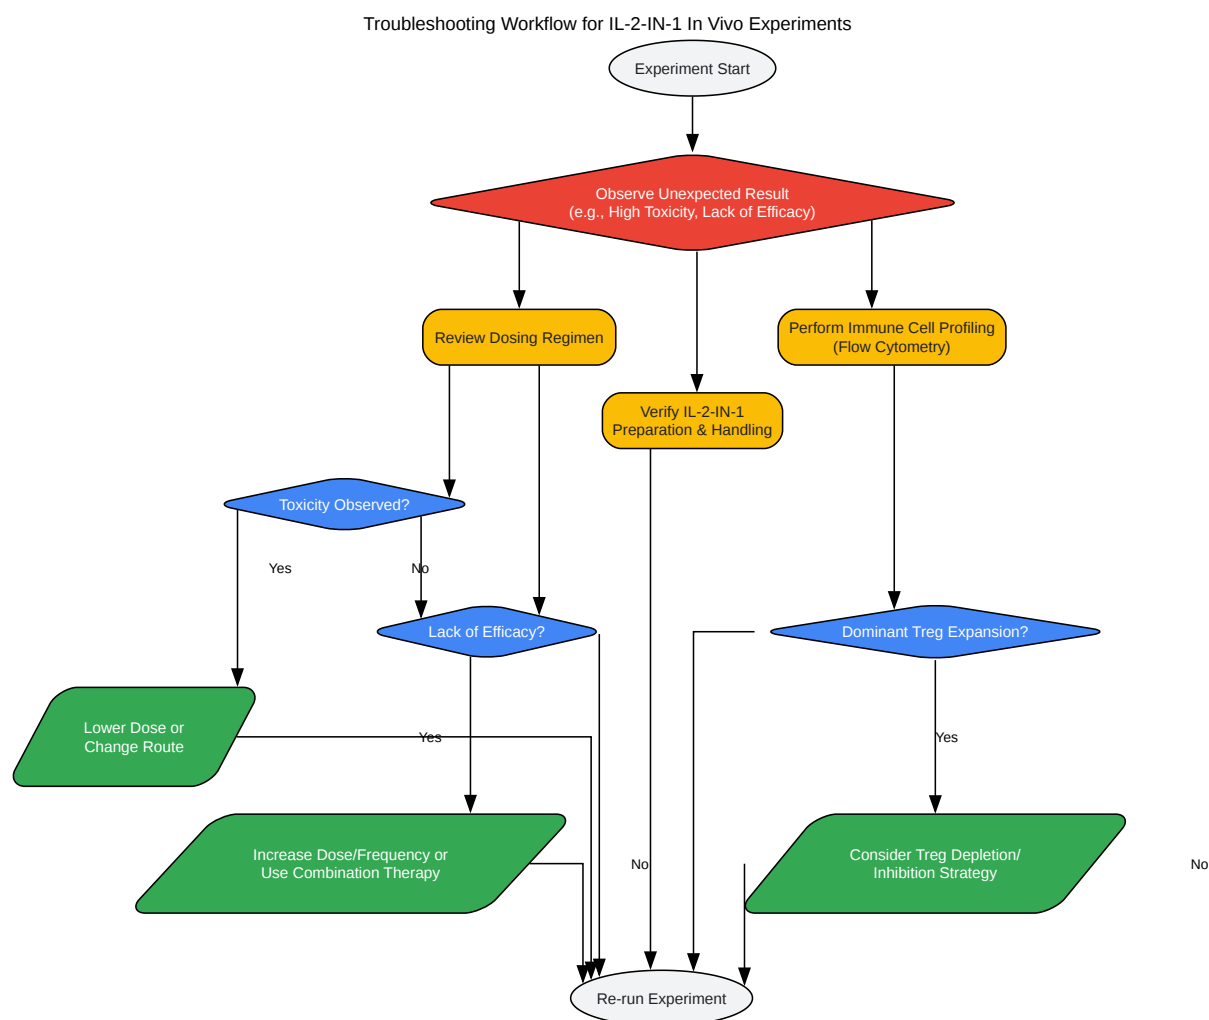 Troubleshooting Workflow for IL-2-IN-1 In Vivo Experiments
Experiment Start
Observe Unexpected Result
(e.g., High Toxicity, Lack of Efficacy)
Review Dosing Regimen
Perform Immune Cell Profiling
(Flow Cytometry)
Verify IL-2-IN-1
Preparation & Handling
Toxicity Observed?
Yes
No
Lack of Efficacy?
Dominant Treg Expansion?
Lower Dose or
Change Route
Yes
Yes
Increase Dose/Frequency or
Use Combination Therapy
No
Consider Treg Depletion/
Inhibition Strategy
No
Re-run Experiment